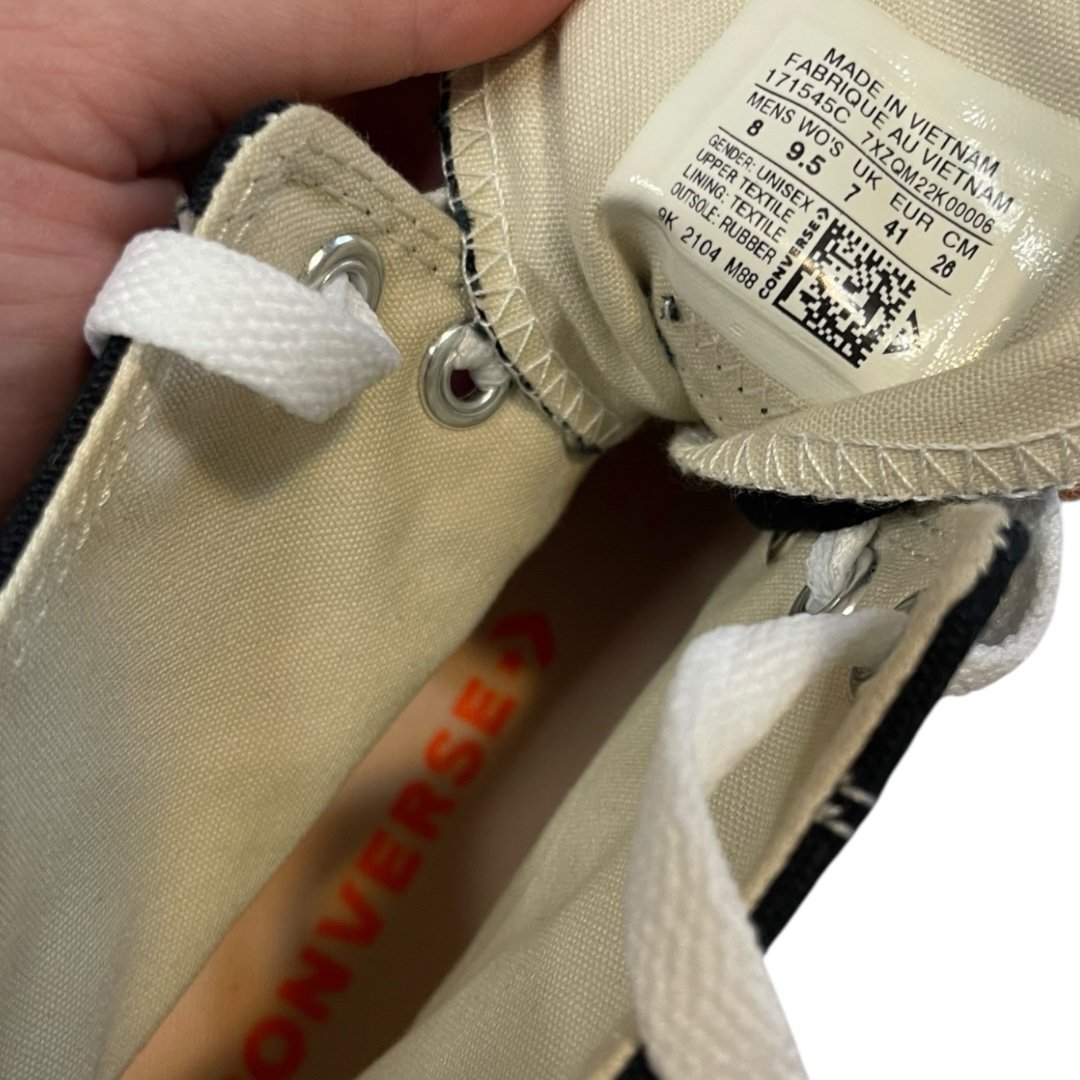 MADE IN VIETNAM
FABRIQUE AU VIETNAM
171545C 7XZQM22K00006
MENS WO'S UK EUR CM
8 9.5 7 41 26
GENDER: UNISEX
UPPER TEXTILE
LINING: TEXTILE
OUTSOLE: RUBBER
9K 2104 M88
CONVERSE
CONVERSE